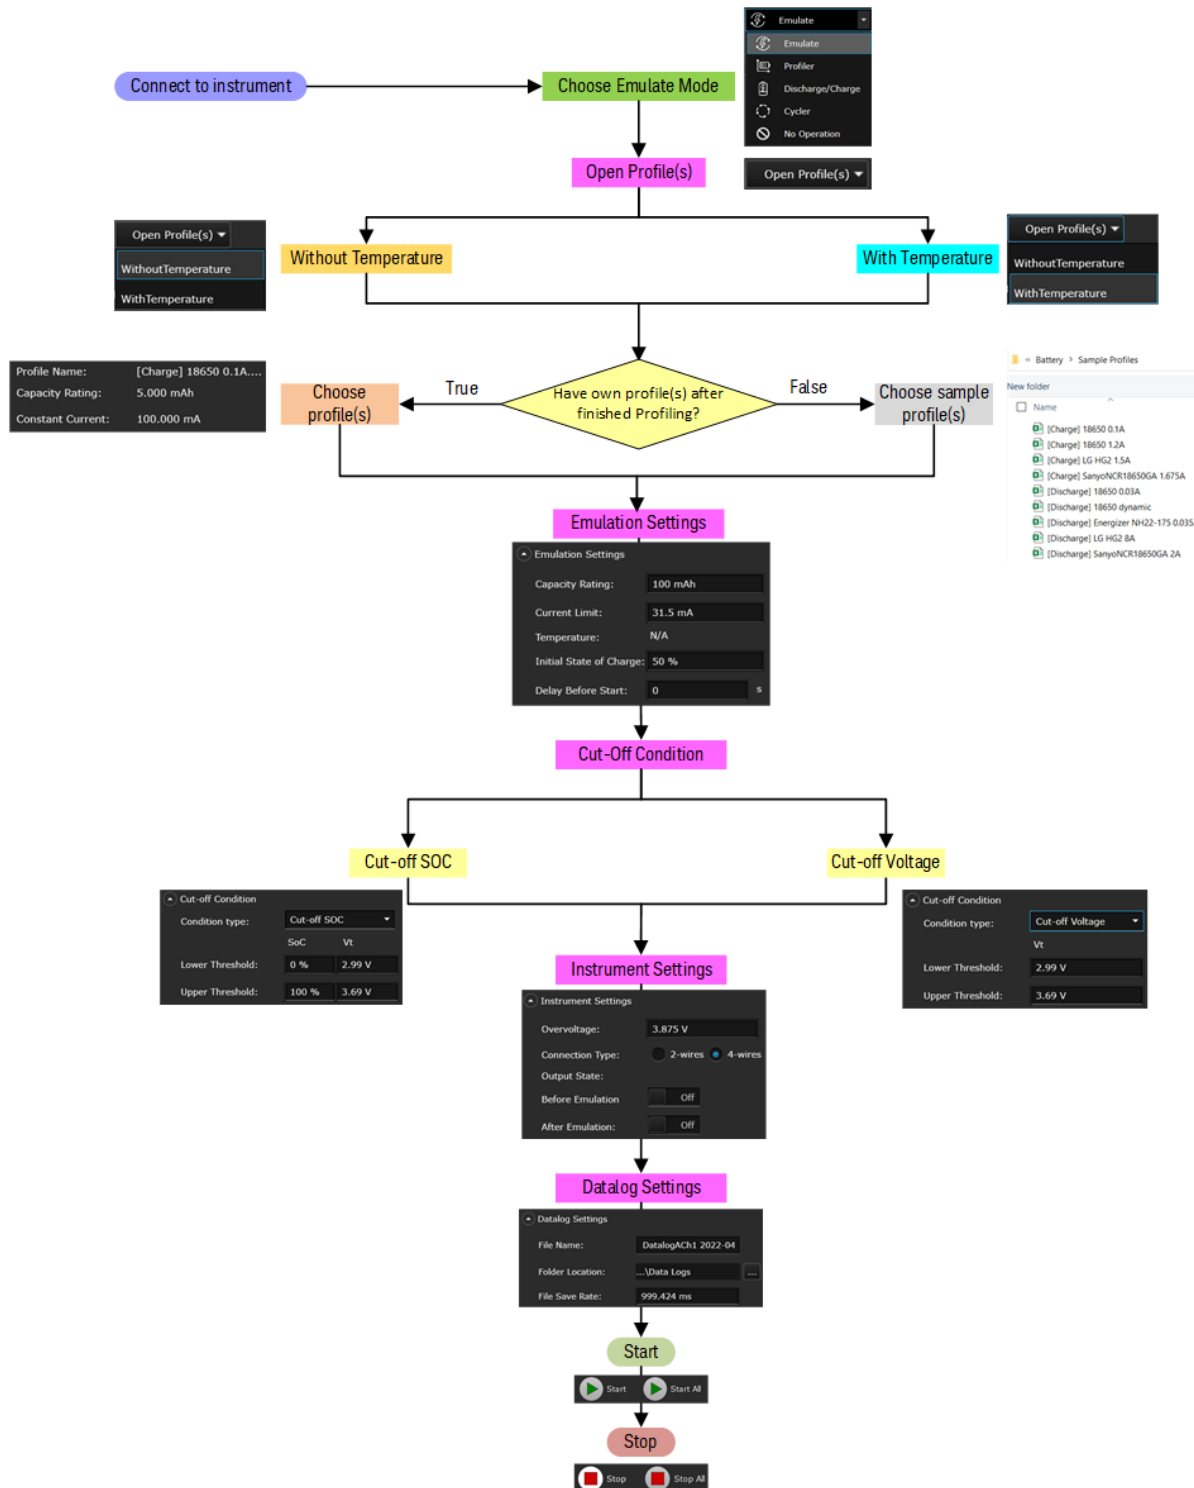 Emulate
Emulate
Profiler
Discharge/Charge
Cycler
No Operation
Connect to instrument
Choose Emulate Mode
Open Profile(s)
Open Profile(s)
Open Profile(s)
WithoutTemperature
WithTemperature
Without Temperature
With Temperature
Open Profile(s)
WithoutTemperature
WithTemperature
Profile Name: [Charge] 18650 0.1A....
Capacity Rating: 5.000 mAh
Constant Current: 100.000 mA
Choose
profile(s)
True
Have own profile(s) after
finished Profiling?
False
Choose sample
profile(s)
« Battery > Sample Profiles
New folder
Name
[Charge] 18650 0.1A
[Charge] 18650 1.2A
[Charge] LG HG2 1.5A
[Charge] SanyoNCR18650GA 1.675A
[Discharge] 18650 0.03A
[Discharge] 18650 dynamic
[Discharge] Energizer NH22-175 0.035
[Discharge] LG HG2 8A
[Discharge] SanyoNCR18650GA 2A
Emulation Settings
Emulation Settings
Capacity Rating: 100 mAh
Current Limit: 31.5 mA
Temperature: N/A
Initial State of Charge: 50 %
Delay Before Start: 0 s
Cut-Off Condition
Cut-off SOC
Cut-off Voltage
Cut-off Condition
Condition type: Cut-off SOC
SoC Vt
Lower Threshold: 0 % 2.99 V
Upper Threshold: 100 % 3.69 V
Cut-off Condition
Condition type: Cut-off Voltage
Vt
Lower Threshold: 2.99 V
Upper Threshold: 3.69 V
Instrument Settings
Instrument Settings
Overvoltage: 3.875 V
Connection Type: 2-wires 4-wires
Output State:
Before Emulation Off
After Emulation: Off
Datalog Settings
Datalog Settings
File Name: DatalogACh1 2022-04
Folder Location: ...\Data Logs ...
File Save Rate: 999.424 ms
Start
Start Start All
Stop
Stop Stop All